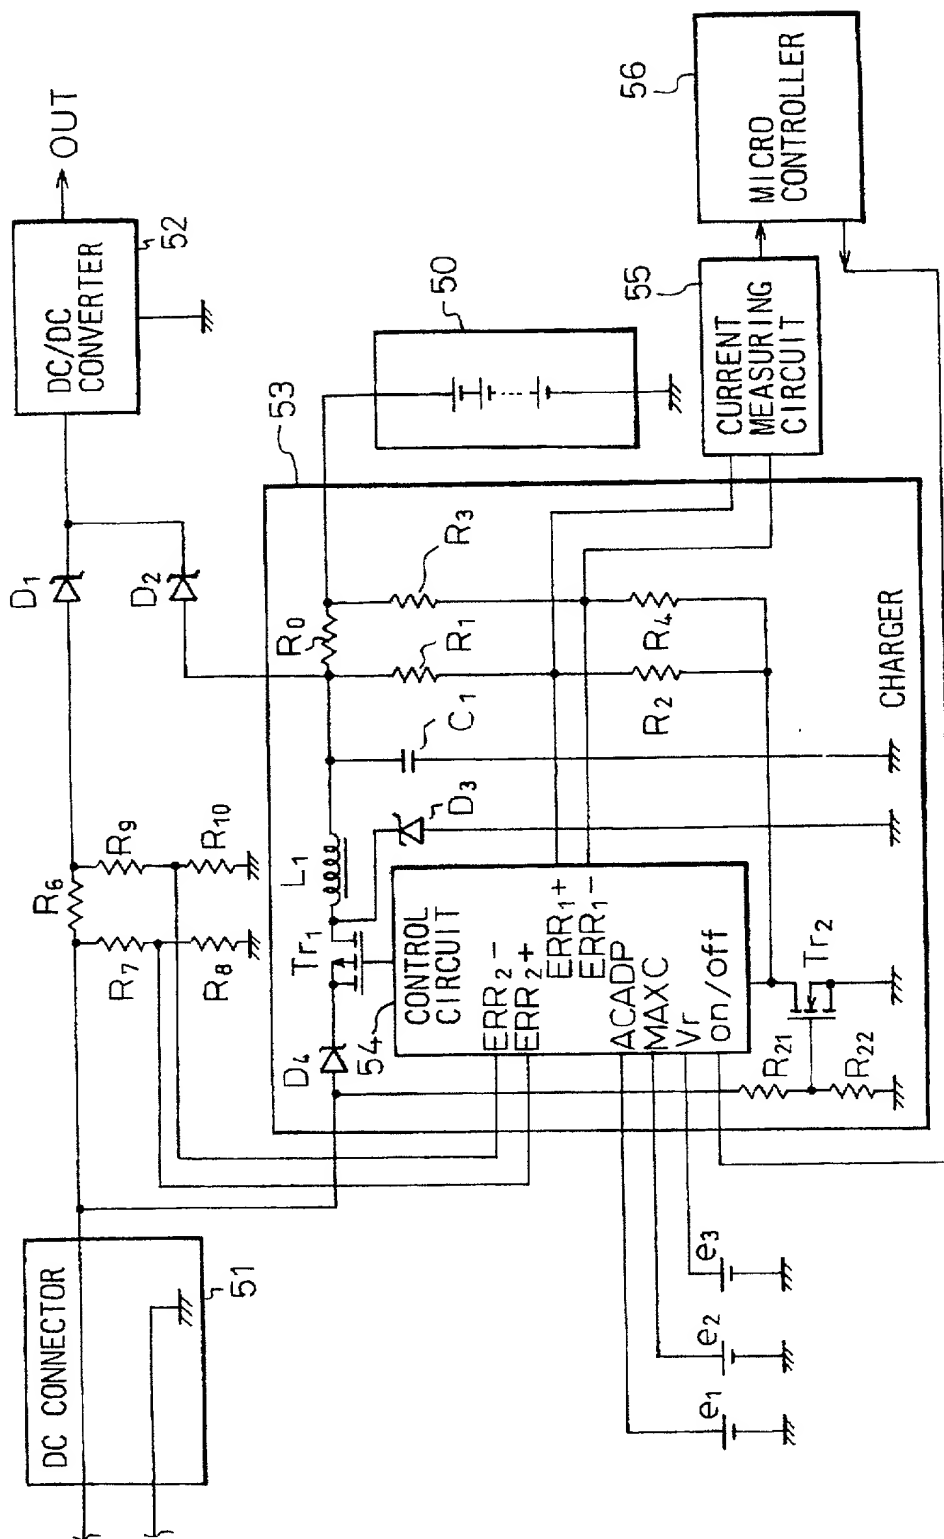 DC CONNECTOR
51
R6
R7
R8
R9
R10
D1
D2
DC/DC
CONVERTER
52
OUT
53
50
D4
Tr1
L1
R0
R1
R3
C1
D3
R2
R4
54
CONTROL
CIRCUIT
ERR2-
ERR2+
ERR1+
ERR1-
ACADP
MAXC
Vr
on/off
R21
R22
Tr2
CHARGER
e1
e2
e3
CURRENT
MEASURING
CIRCUIT
55
MICRO
CONTROLLER
56